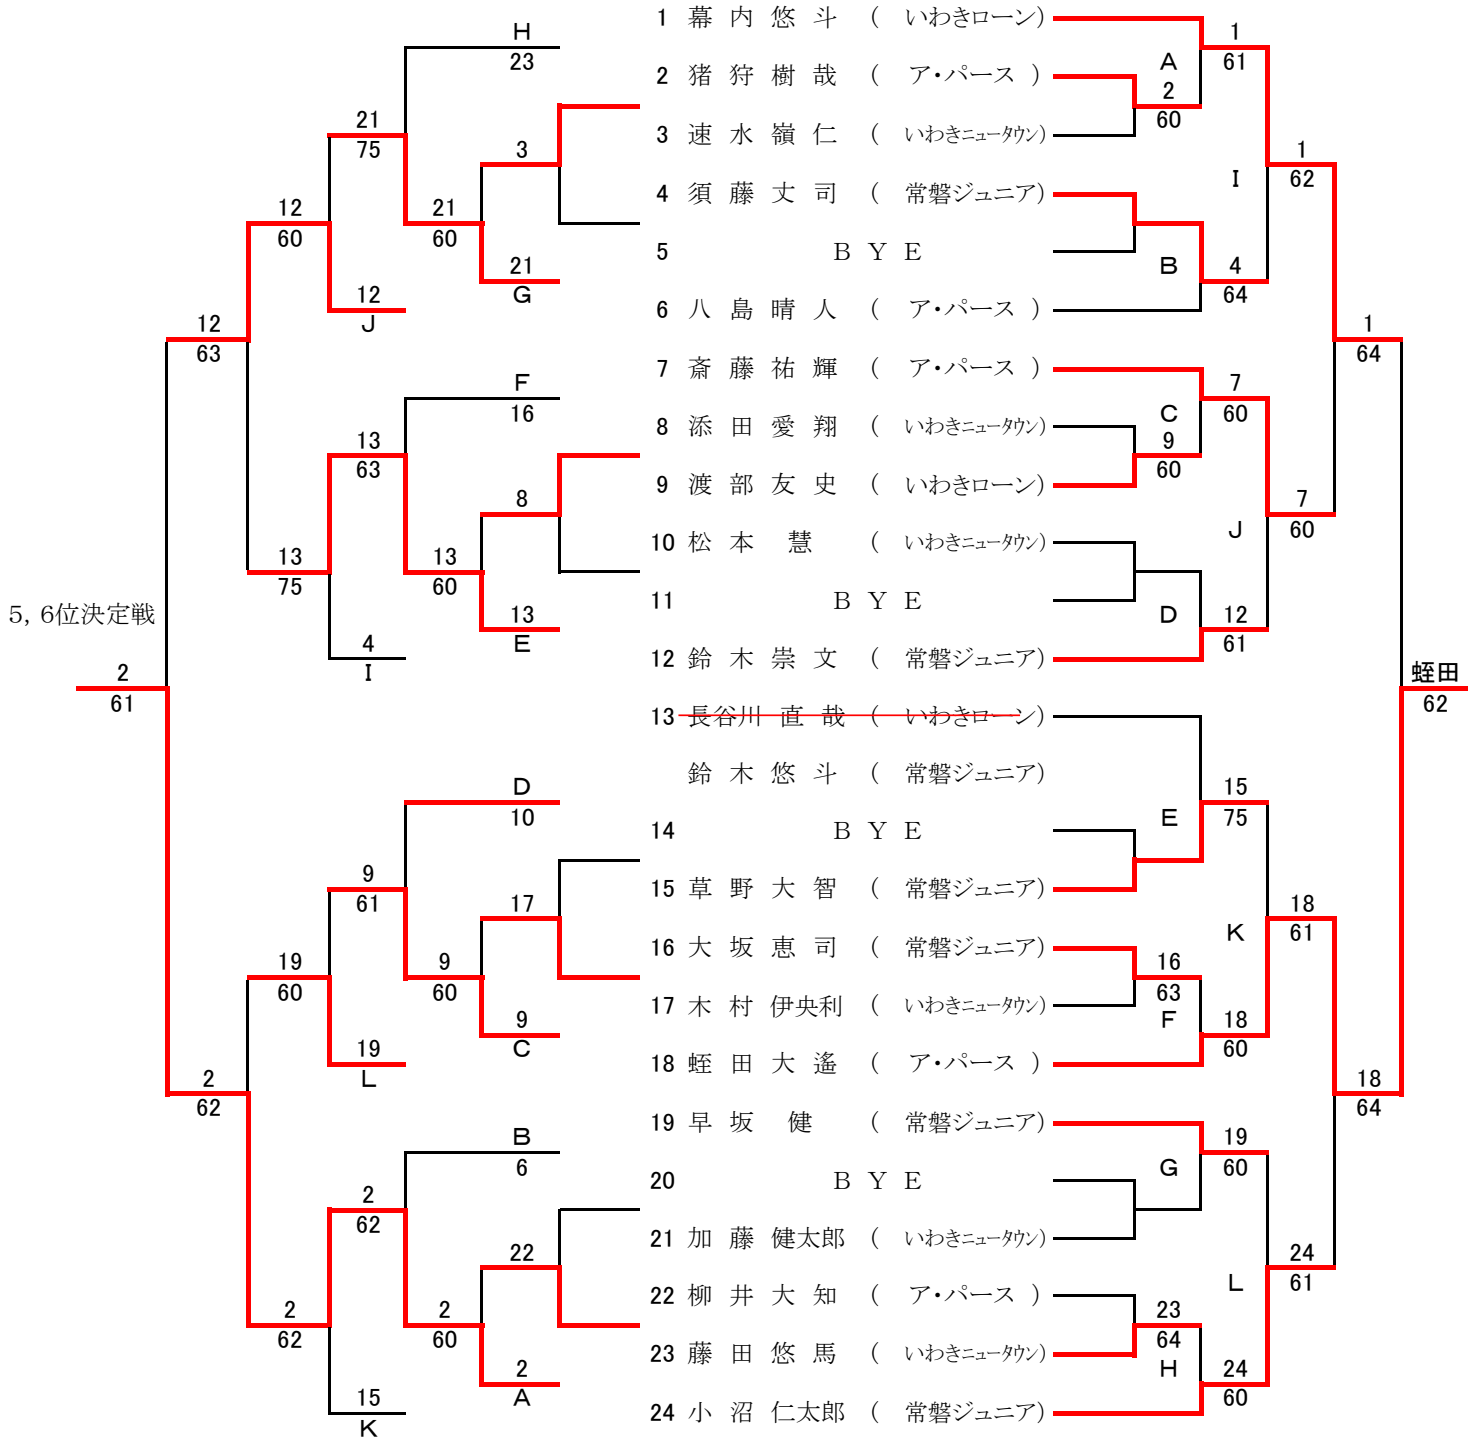 1 幕 内 悠 斗 ( いわきローン)
2 猪 狩 樹 哉 ( ア・パース )
3 速 水 嶺 仁 ( いわきニュータウン)
4 須 藤 丈 司 ( 常磐ジュニア)
5 B Y E
6 八 島 晴 人 ( ア・パース )
7 斎 藤 祐 輝 ( ア・パース )
8 添 田 愛 翔 ( いわきニュータウン)
9 渡 部 友 史 ( いわきローン)
10 松 本 慧 ( いわきニュータウン)
11 B Y E
12 鈴 木 崇 文 ( 常磐ジュニア)
13 長谷川 直 哉 ( いわきローン)
鈴 木 悠 斗 ( 常磐ジュニア)
14 B Y E
15 草 野 大 智 ( 常磐ジュニア)
16 大 坂 恵 司 ( 常磐ジュニア)
17 木 村 伊央利 ( いわきニュータウン)
18 蛭 田 大 遙 ( ア・パース )
19 早 坂 健 ( 常磐ジュニア)
20 B Y E
21 加 藤 健太郎 ( いわきニュータウン)
22 柳 井 大 知 ( ア・パース )
23 藤 田 悠 馬 ( いわきニュータウン)
24 小 沼 仁太郎 ( 常磐ジュニア)
H
23
21
75
3
12
60
21
60
21
G
12
J
12
63
F
16
13
63
8
13
75
13
60
13
E
4
I
5, 6位決定戦
2
61
D
10
9
61
17
19
60
9
60
9
C
19
L
2
62
B
6
2
62
22
2
62
2
60
2
A
15
K
1
61
A
2
60
1
62
I
B
4
64
1
64
7
60
C
9
60
7
60
J
D
12
61
蛭田
62
15
75
E
18
61
K
16
63
F
18
60
18
64
19
60
G
24
61
L
23
64
H
24
60